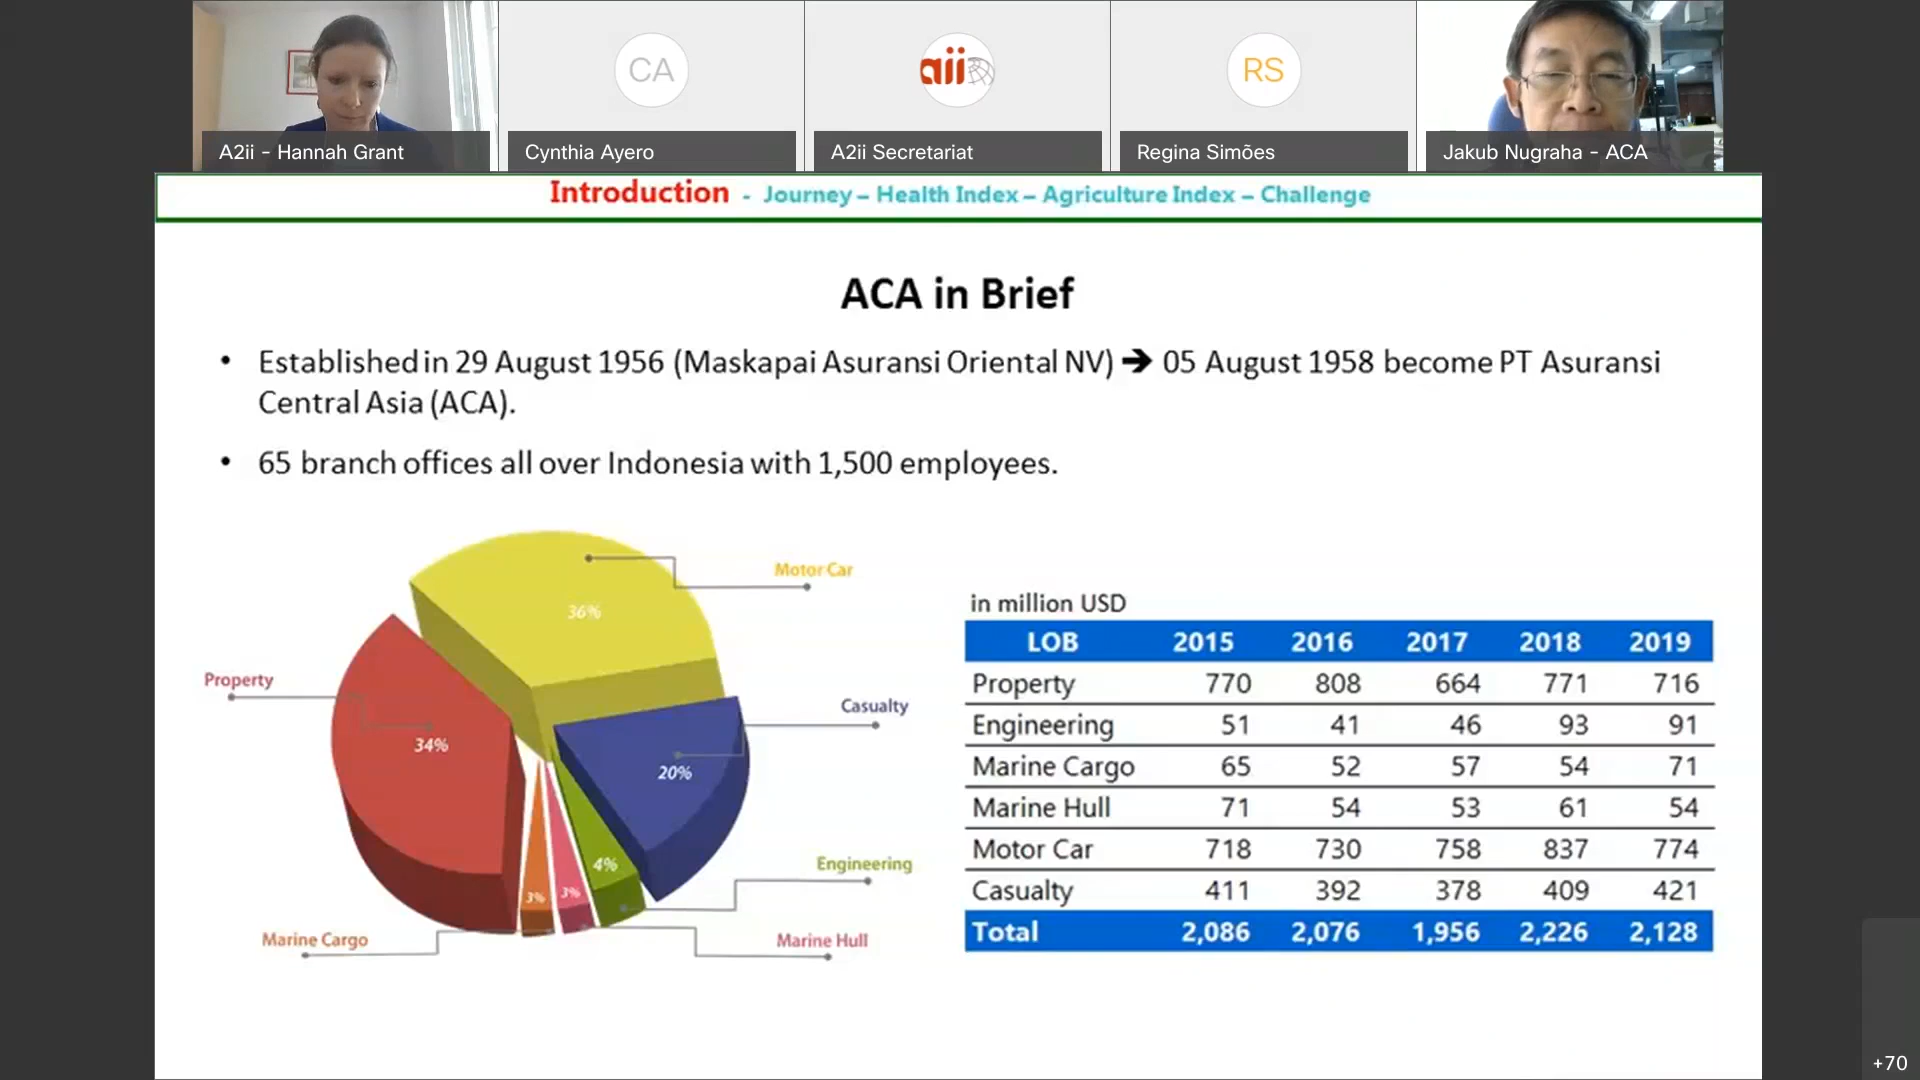 CA
aii
RS
A2ii - Hannah Grant
Cynthia Ayero
A2ii Secretariat
Regina Simões
Jakub Nugraha - ACA
Introduction - Journey – Health Index – Agriculture Index – Challenge
ACA in Brief
• Established in 29 August 1956 (Maskapai Asuransi Oriental NV) ➔ 05 August 1958 become PT Asuransi
Central Asia (ACA).
• 65 branch offices all over Indonesia with 1,500 employees.
Motor Car
36%
Property
34%
Casualty
20%
Engineering
4%
3%
3%
Marine Cargo
Marine Hull
in million USD
LOB 2015 2016 2017 2018 2019
Property 770 808 664 771 716
Engineering 51 41 46 93 91
Marine Cargo 65 52 57 54 71
Marine Hull 71 54 53 61 54
Motor Car 718 730 758 837 774
Casualty 411 392 378 409 421
Total 2,086 2,076 1,956 2,226 2,128
+70